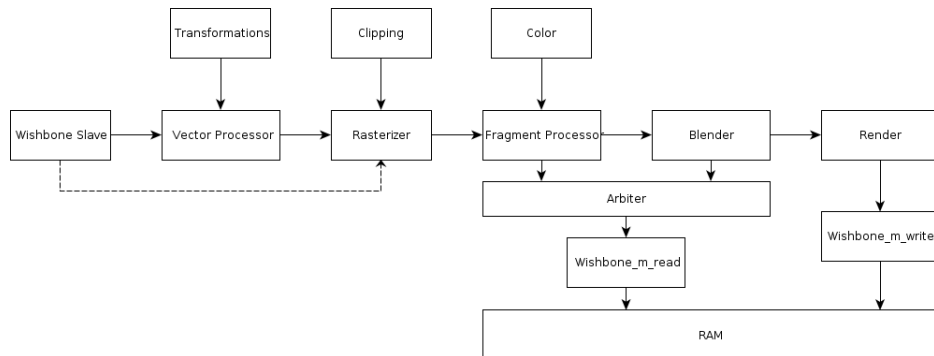 Transformations
Clipping
Color
Wishbone Slave
Vector Processor
Rasterizer
Fragment Processor
Blender
Render
Arbiter
Wishbone_m_write
Wishbone_m_read
RAM